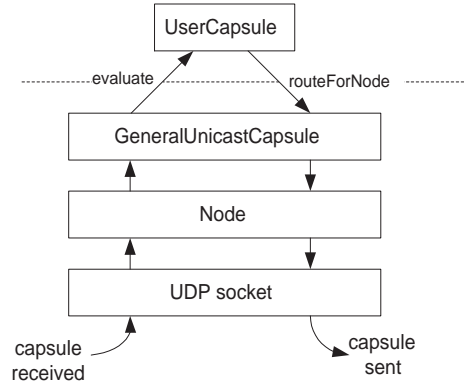 UserCapsule
evaluate
routeForNode
GeneralUnicastCapsule
Node
UDP socket
capsule
received
capsule
sent